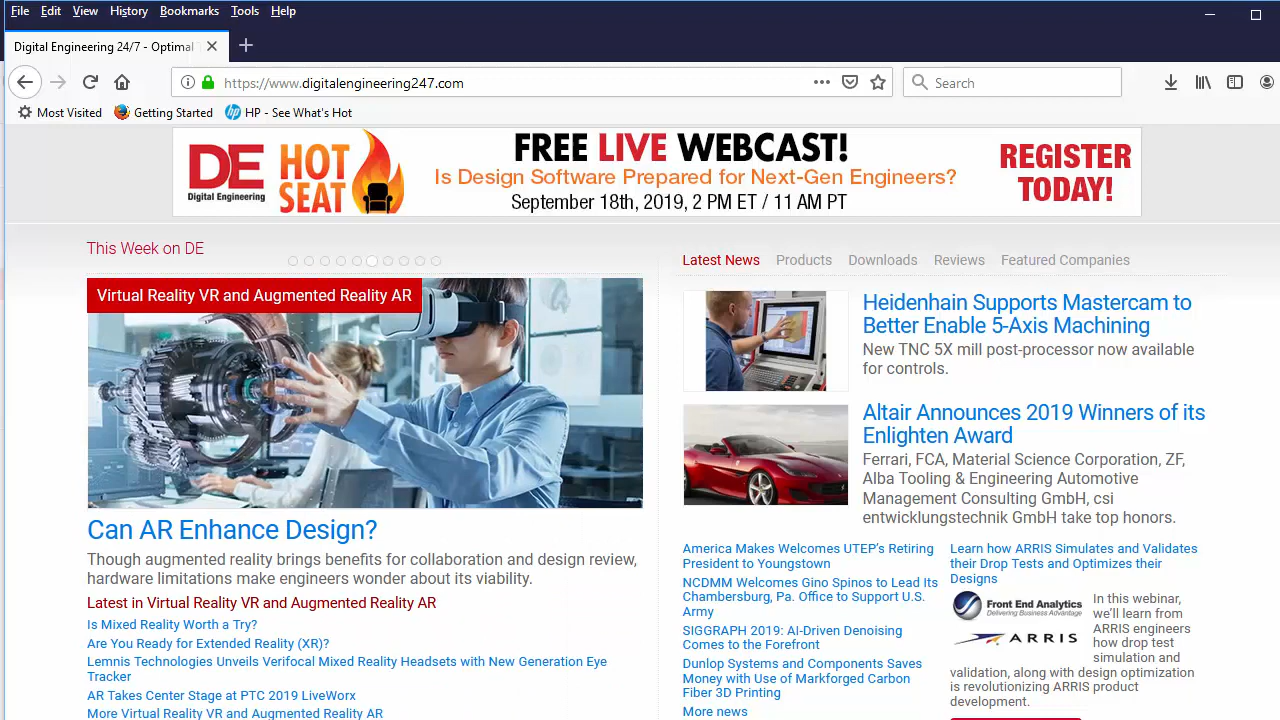 File Edit View History Bookmarks Tools Help
Digital Engineering 24/7 - Optimal
https://www.digitalengineering247.com
Search
Most Visited Getting Started HP - See What's Hot
DE
Digital Engineering
HOT
SEAT
FREE LIVE WEBCAST!
Is Design Software Prepared for Next-Gen Engineers?
September 18th, 2019, 2 PM ET / 11 AM PT
REGISTER
TODAY!
This Week on DE
Virtual Reality VR and Augmented Reality AR
Can AR Enhance Design?
Though augmented reality brings benefits for collaboration and design review,
hardware limitations make engineers wonder about its viability.
Latest in Virtual Reality VR and Augmented Reality AR
Is Mixed Reality Worth a Try?
Are You Ready for Extended Reality (XR)?
Lemnis Technologies Unveils Verifocal Mixed Reality Headsets with New Generation Eye
Tracker
AR Takes Center Stage at PTC 2019 LiveWorx
More Virtual Reality VR and Augmented Reality AR
Latest News Products Downloads Reviews Featured Companies
Heidenhain Supports Mastercam to
Better Enable 5-Axis Machining
New TNC 5X mill post-processor now available
for controls.
Altair Announces 2019 Winners of its
Enlighten Award
Ferrari, FCA, Material Science Corporation, ZF,
Alba Tooling & Engineering Automotive
Management Consulting GmbH, csi
entwicklungstechnik GmbH take top honors.
America Makes Welcomes UTEP's Retiring
President to Youngstown
NCDMM Welcomes Gino Spinos to Lead Its
Chambersburg, Pa. Office to Support U.S.
Army
SIGGRAPH 2019: AI-Driven Denoising
Comes to the Forefront
Dunlop Systems and Components Saves
Money with Use of Markforged Carbon
Fiber 3D Printing
More news
Learn how ARRIS Simulates and Validates
their Drop Tests and Optimizes their
Designs
Front End Analytics
Delivering Business Advantage
ARRIS
In this webinar,
we'll learn from
ARRIS engineers
how drop test
simulation and
validation, along with design optimization
is revolutionizing ARRIS product
development.